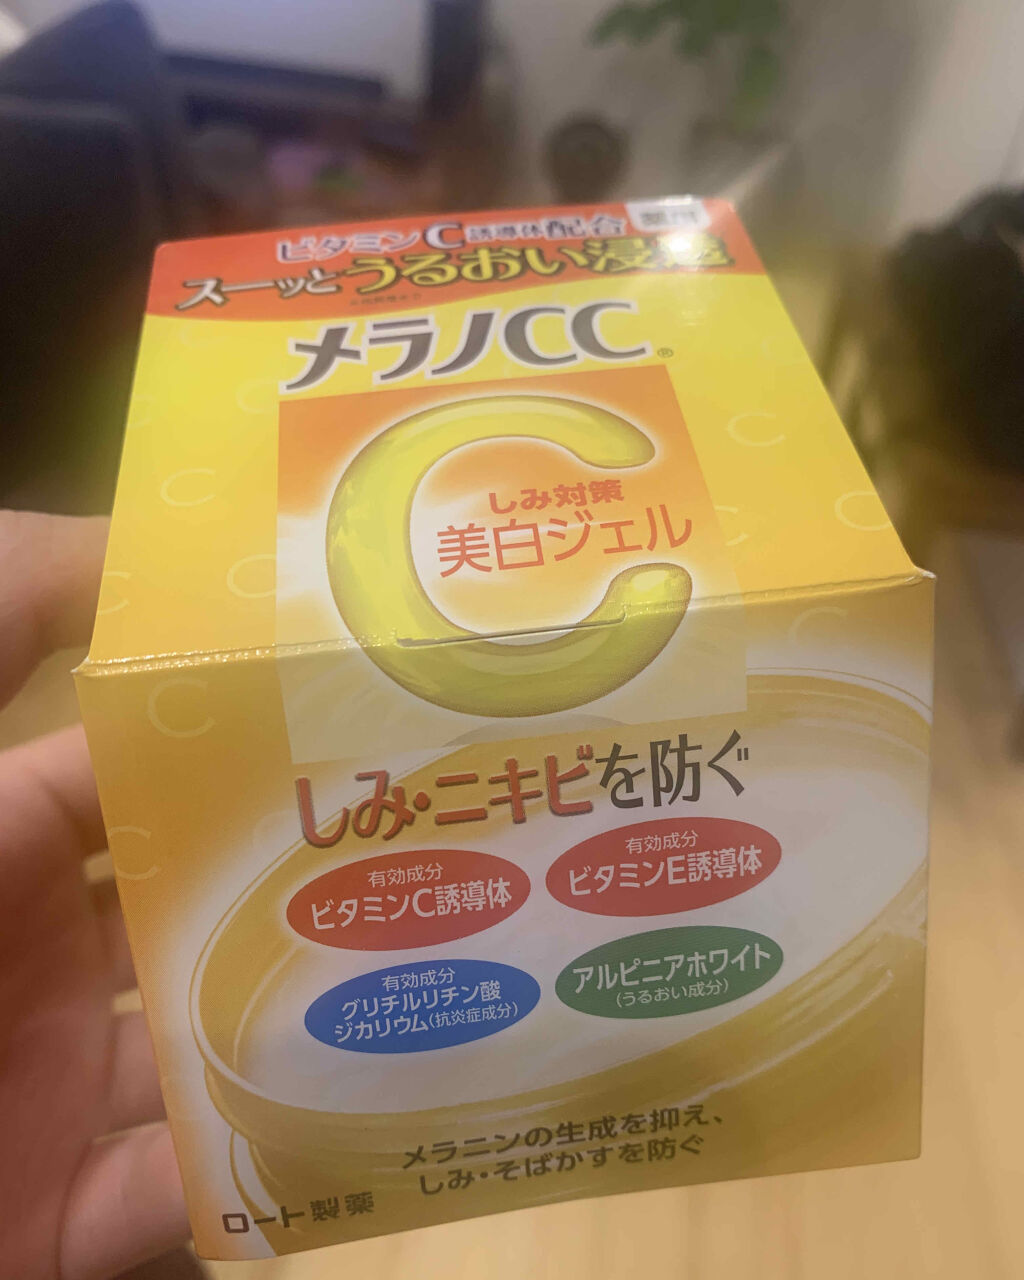 ビタミンC誘導体配合
薬用
スーッとうるおい浸透
メラノCC®
しみ対策
美白ジェル
しみ・ニキビを防ぐ
有効成分
ビタミンC誘導体
有効成分
ビタミンE誘導体
有効成分
グリチルリチン酸
ジカリウム(抗炎症成分)
アルピニアホワイト
(うるおい成分)
メラニンの生成を抑え、
しみ・そばかすを防ぐ
ロート製薬